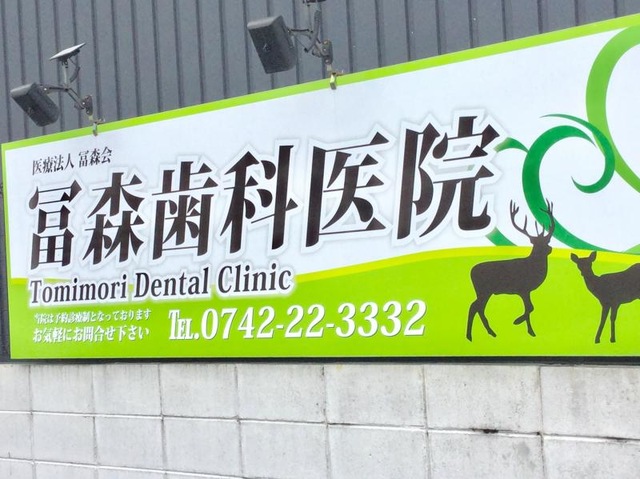 医療法人 冨森会
冨森歯科医院
Tomimori Dental Clinic
当院は予約診療制となっております
お気軽にお問合せ下さい
TEL.0742-22-3332